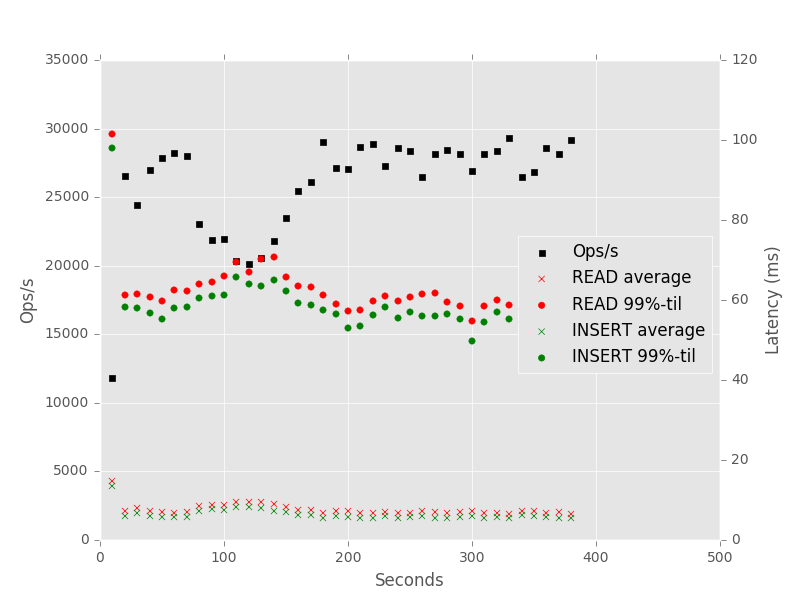 35000
30000
25000
20000
15000
10000
5000
0
Ops/s
120
100
80
60
40
20
0
Latency (ms)
Ops/s
READ average
READ 99%-til
INSERT average
INSERT 99%-til
0 100 200 300 400 500
Seconds